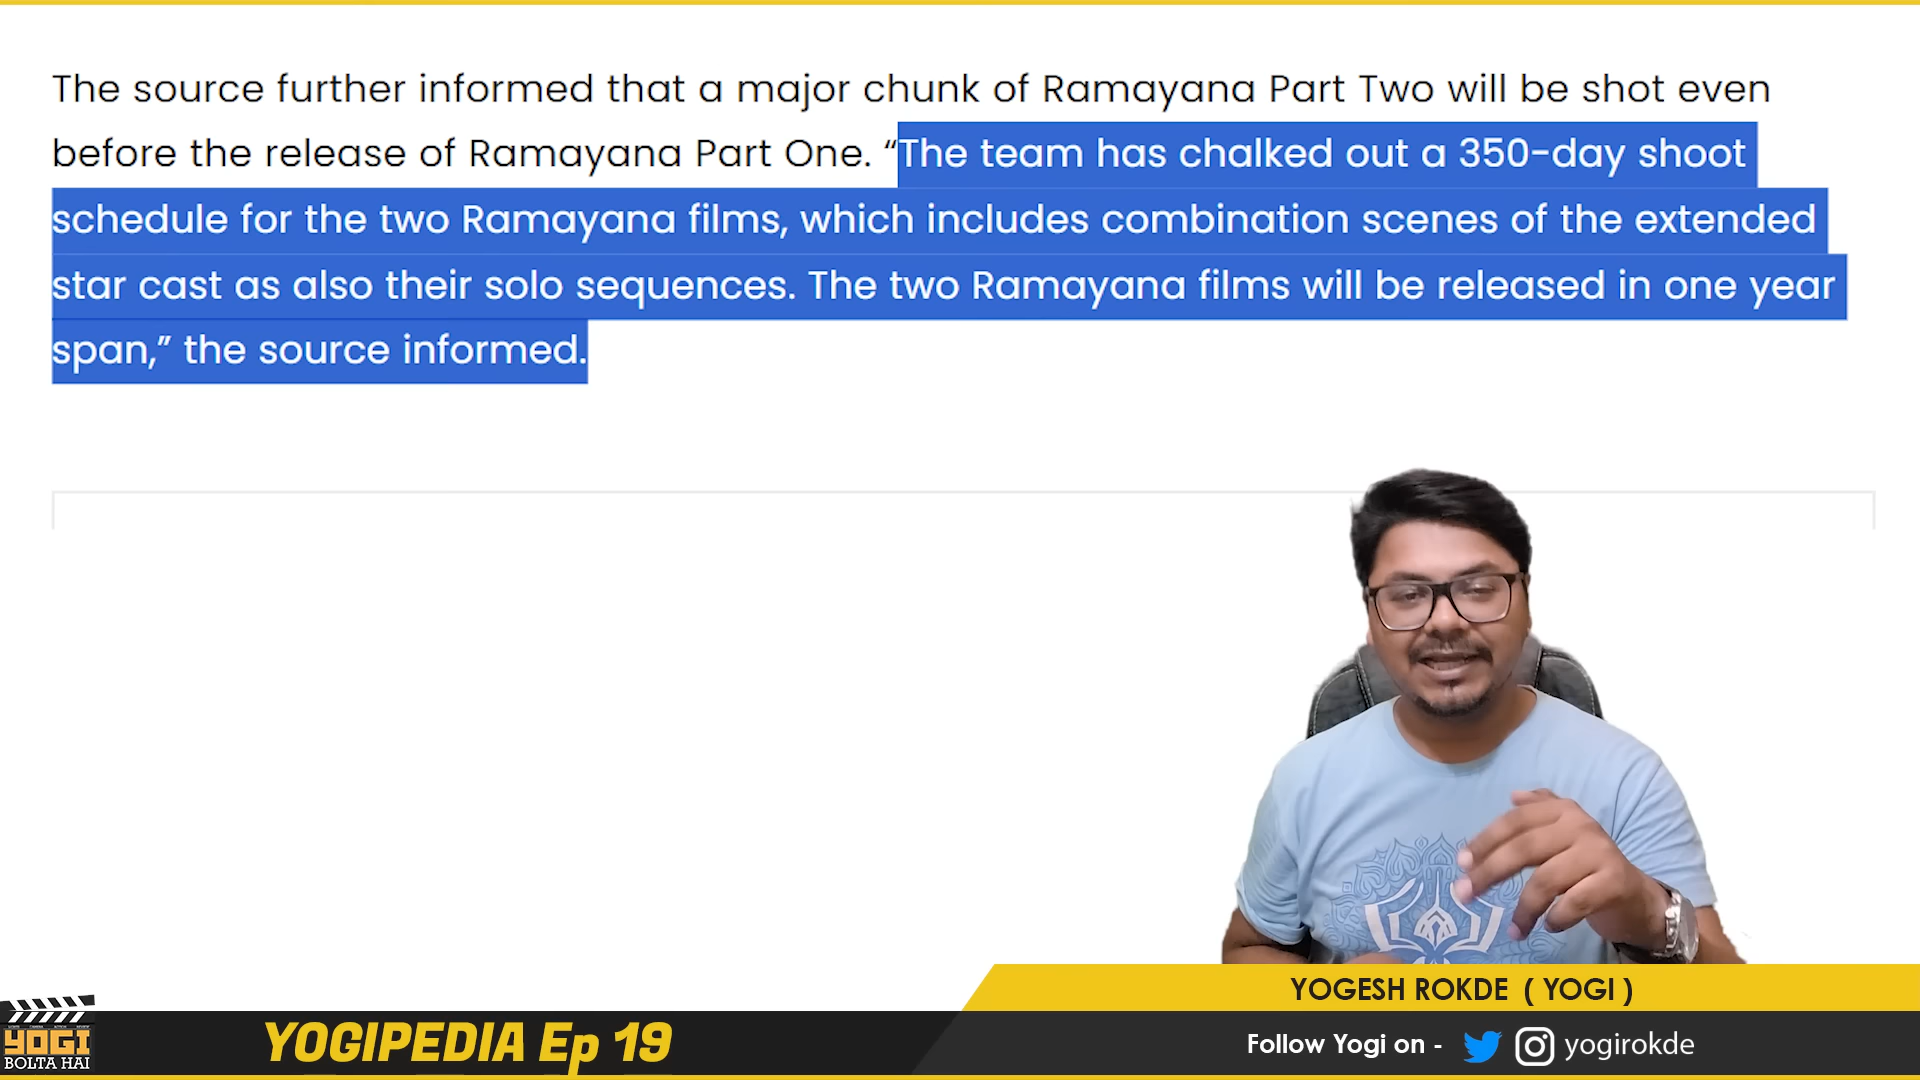 The source further informed that a major chunk of Ramayana Part Two will be shot even
before the release of Ramayana Part One. “The team has chalked out a 350-day shoot
schedule for the two Ramayana films, which includes combination scenes of the extended
star cast as also their solo sequences. The two Ramayana films will be released in one year
span,” the source informed.
YOGESH ROKDE ( YOGI )
YOGI
BOLTA HAI
YOGIPEDIA Ep 19
Follow Yogi on - yogirokde